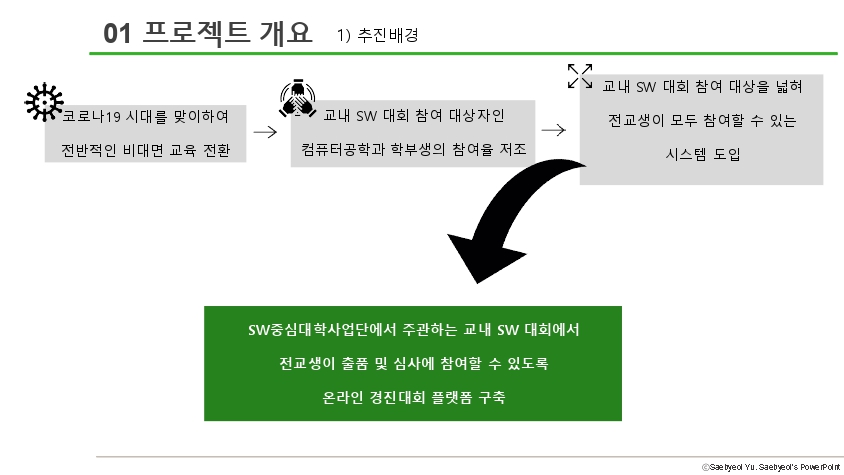 01 프로젝트 개요 1) 추진배경
코로나19 시대를 맞이하여
전반적인 비대면 교육 전환
교내 SW 대회 참여 대상자인
컴퓨터공학과 학부생의 참여율 저조
교내 SW 대회 참여 대상을 넓혀
전교생이 모두 참여할 수 있는
시스템 도입
SW중심대학사업단에서 주관하는 교내 SW 대회에서
전교생이 출품 및 심사에 참여할 수 있도록
온라인 경진대회 플랫폼 구축
ⓒSaebyeol Yu. Saebyeol's PowerPoint